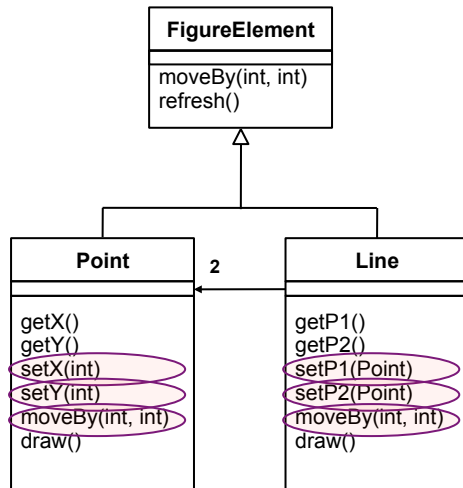 FigureElement
moveBy(int, int)
refresh()
Point
2
Line
getX()
getY()
setX(int)
setY(int)
moveBy(int, int)
draw()
getP1()
getP2()
setP1(Point)
setP2(Point)
moveBy(int, int)
draw()